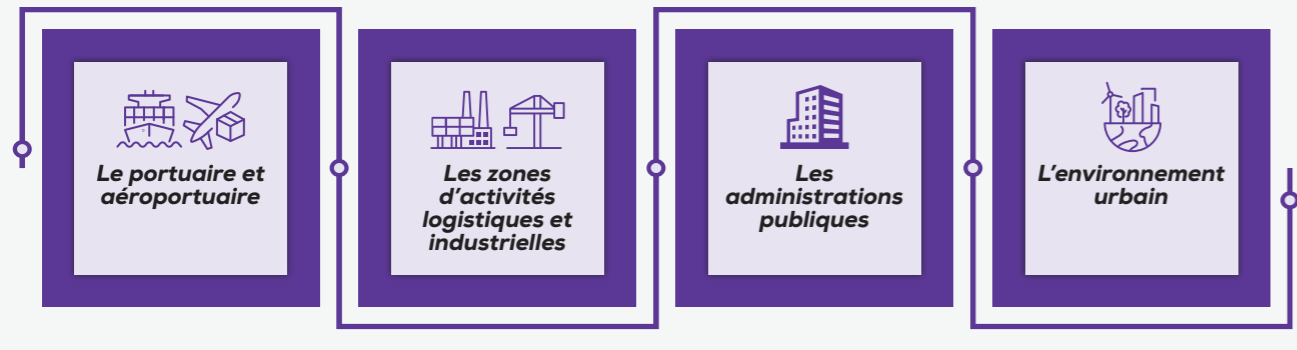 Le portuaire et
aéroportuaire
Les zones
d’activités
logistiques et
industrielles
Les
administrations
publiques
L’environnement
urbain